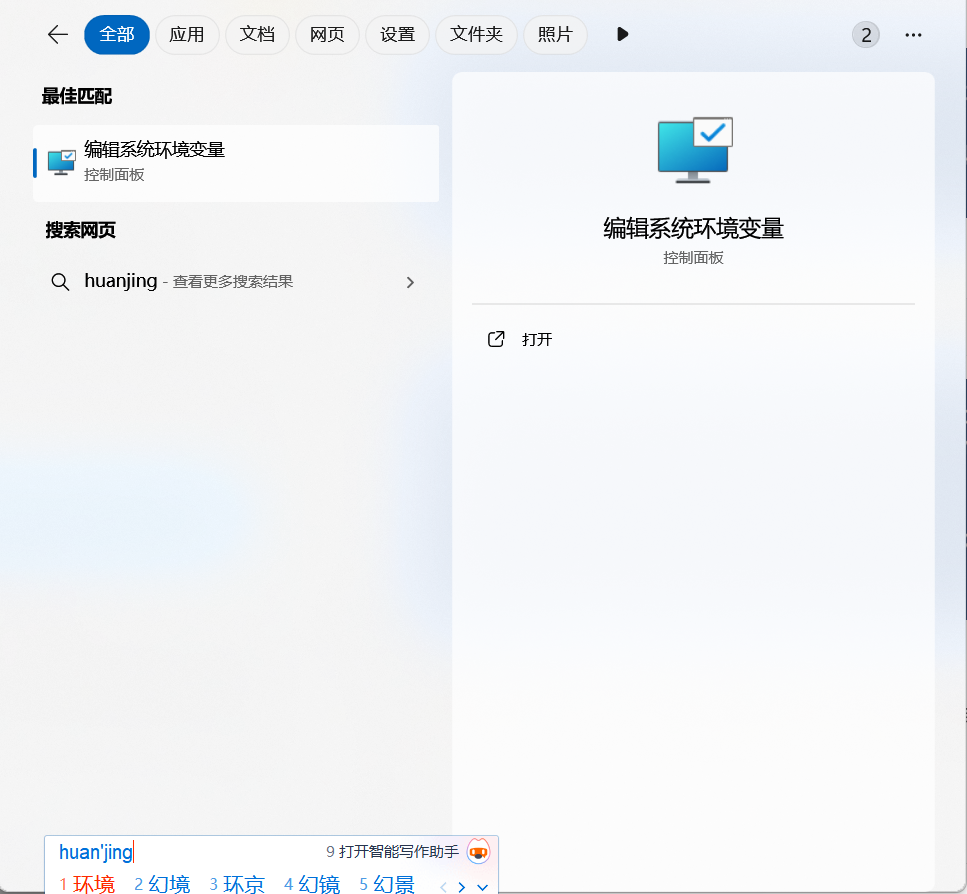 全部 应用 文档 网页 设置 文件夹 照片 2
最佳匹配
编辑系统环境变量
控制面板
搜索网页
huanjing - 查看更多搜索结果
编辑系统环境变量
控制面板
打开
huan'jing 9 打开智能写作助手
1 环境 2 幻境 3 环京 4 幻镜 5 幻景